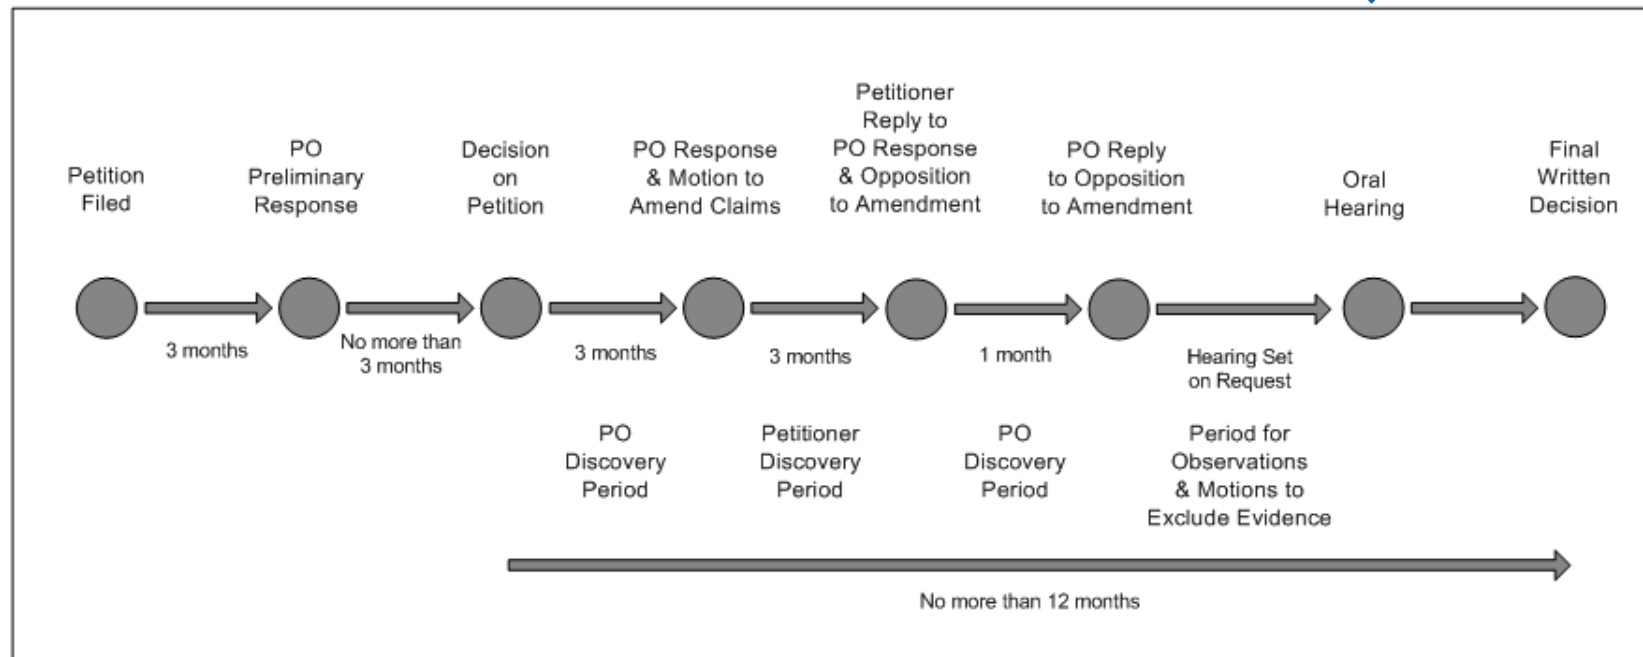 Petition
Filed
PO
Preliminary
Response
Decision
on
Petition
PO Response
& Motion to
Amend Claims
Petitioner
Reply to
PO Response
& Opposition
to Amendment
PO Reply
to Opposition
to Amendment
Oral
Hearing
Final
Written
Decision
3 months
No more than
3 months
3 months
3 months
1 month
Hearing Set
on Request
PO
Discovery
Period
Petitioner
Discovery
Period
PO
Discovery
Period
Period for
Observations
& Motions to
Exclude Evidence
No more than 12 months